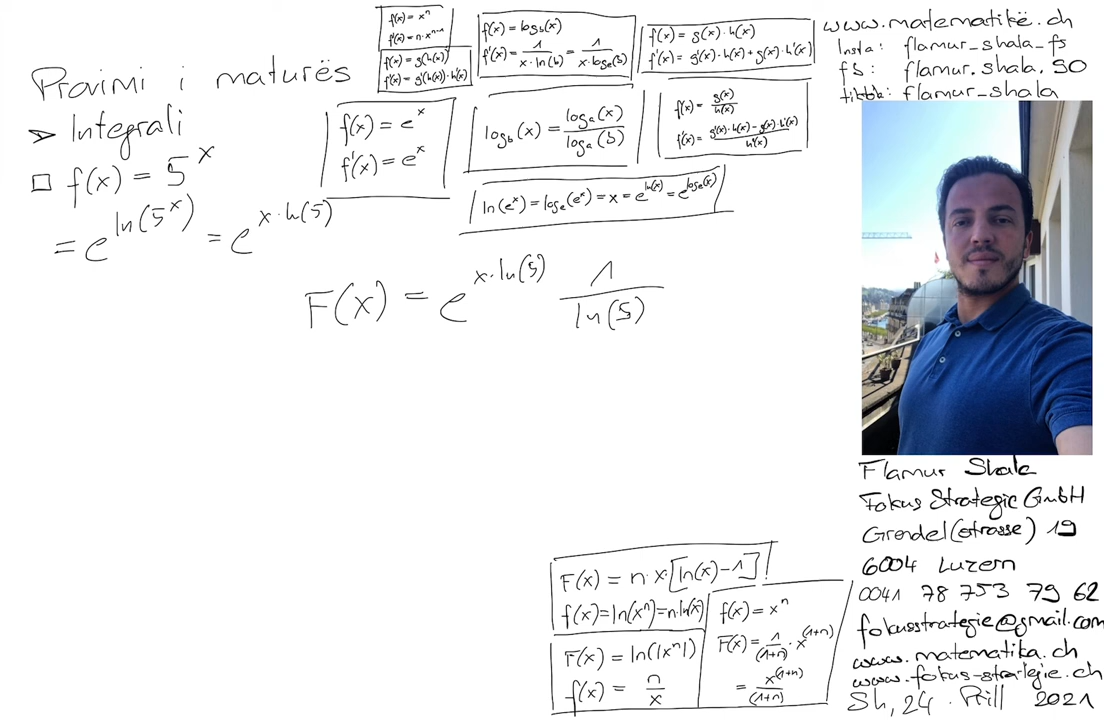 Provimi i maturës
➤ Integrali
□ f(x) = 5^x
= e^{ln(5^x)} = e^{x·ln(5)}
F(x) = e^{x·ln(5)} 1/ln(5)
f(x) = x^n
f'(x) = n·x^{n-1}
f(x) = g(h(x))
f'(x) = g'(h(x))·h'(x)
f(x) = log_b(x)
f'(x) = 1/(x·ln(b)) = 1/(x·log_e(b))
f(x) = g(x)·h(x)
f'(x) = g'(x)·h(x)+g(x)·h'(x)
f(x) = e^x
f'(x) = e^x
log_b(x) = log_a(x)/log_a(b)
f(x) = g(x)/h(x)
f'(x) = (g'(x)·h(x)−g(x)·h'(x))/h²(x)
ln(e^x) = log_e(e^x) = x = e^{ln(x)} = e^{log_e(x)}
www.matematikë.ch
Insta: flamur_shala_fs
fb: flamur.shala.90
tiktok: flamur_shala
Flamur Shala
Fokus Strategie GmbH
Grendel(strasse) 19
6004 Luzern
0041 78 753 79 62
fokusstrategie@gmail.com
www.matematika.ch
www.fokus-strategie.ch
Sh, 24. Prill 2021
F(x) = n·x·[ln(x)−1]
f(x)=ln(x^n)=n·ln(x)
F(x) = ln(|x^n|)
f(x) = n/x
f(x) = x^n
F(x) = 1/(1+n)·x^{(1+n)}
= x^{(1+n)}/(1+n)